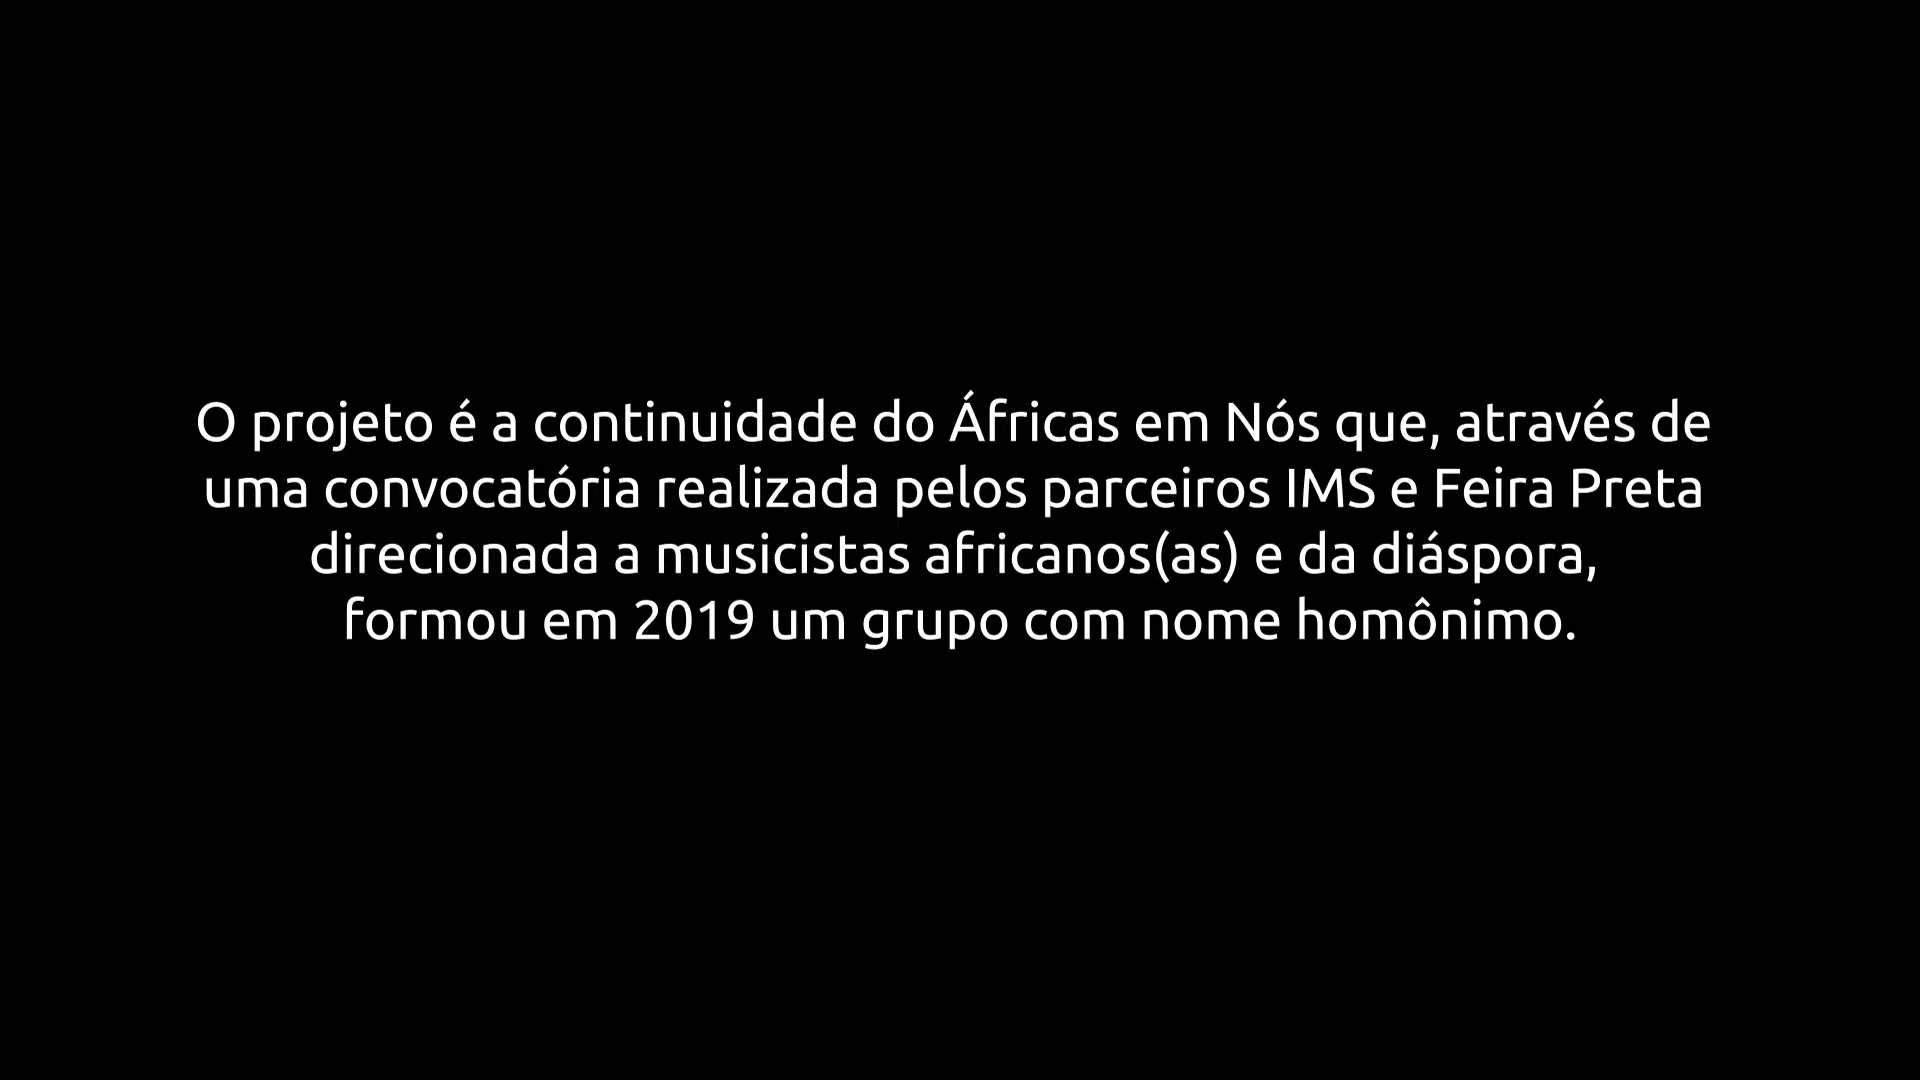 O projeto é a continuidade do Áfricas em Nós que, através de
uma convocatória realizada pelos parceiros IMS e Feira Preta
direcionada a musicistas africanos(as) e da diáspora,
formou em 2019 um grupo com nome homônimo.